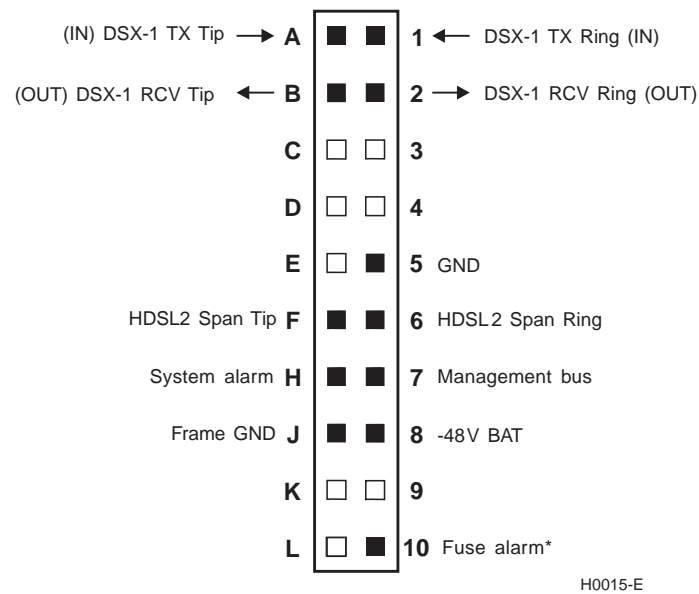 (IN) DSX-1 TX Tip A 1 DSX-1 TX Ring (IN)
(OUT) DSX-1 RCV Tip B 2 DSX-1 RCV Ring (OUT)
C 3
D 4
E 5 GND
HDSL2 Span Tip F 6 HDSL2 Span Ring
System alarm H 7 Management bus
Frame GND J 8 -48V BAT
K 9
L 10 Fuse alarm*
H0015-E